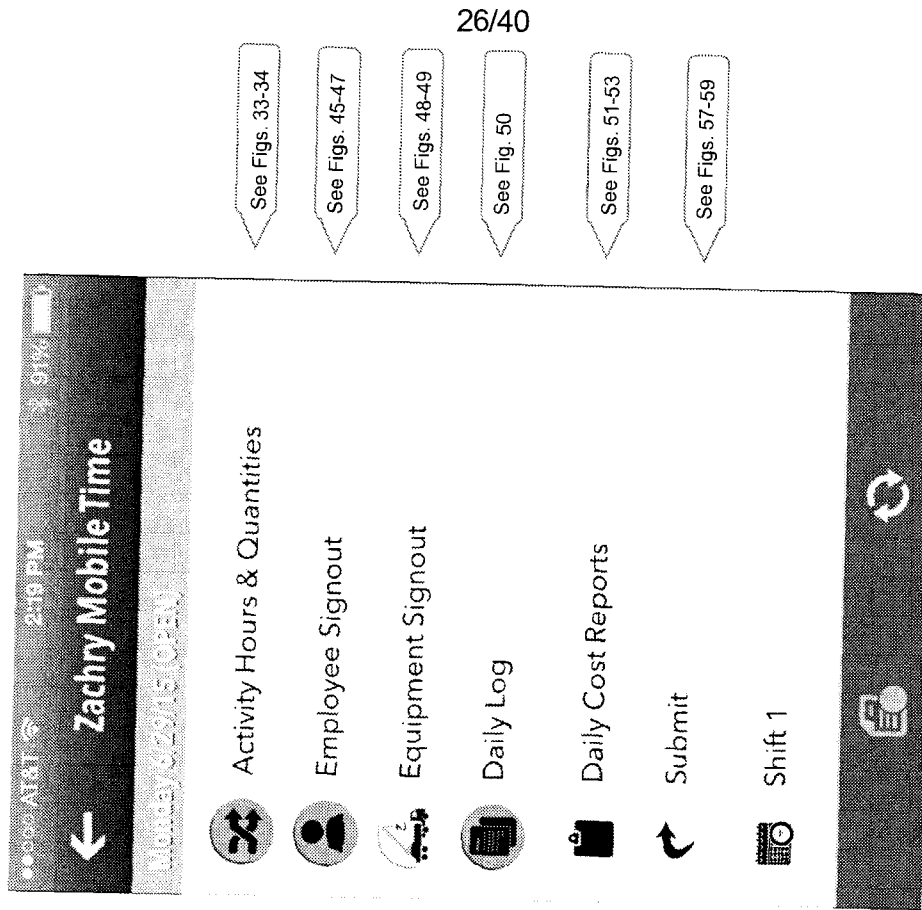 26/40
AT&T 2:19 PM 91%
Zachry Mobile Time
Monday 6/29/15 (OPEN)
Activity Hours & Quantities
See Figs. 33-34
Employee Signout
See Figs. 45-47
Equipment Signout
See Figs. 48-49
Daily Log
See Fig. 50
Daily Cost Reports
See Figs. 51-53
Submit
See Figs. 57-59
Shift 1